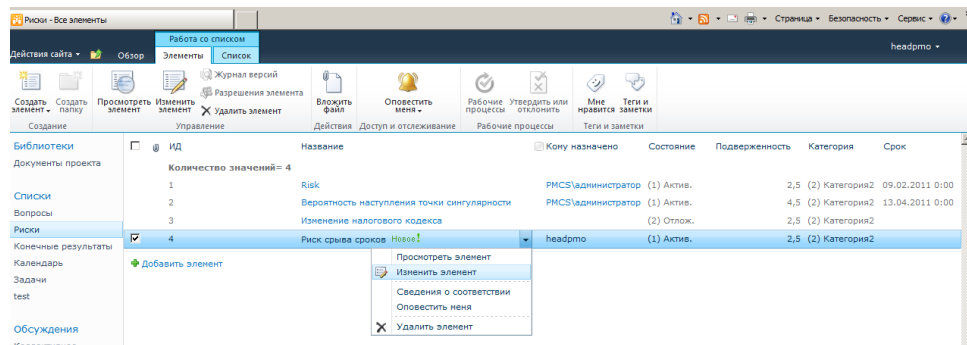 Риски - Все элементы
Страница Безопасность Сервис
Работа со списком
Действия сайта Обзор Элементы Список headpmo
Создать элемент Создать папку Просмотреть элемент Изменить элемент Журнал версий
Разрешения элемента
Удалить элемент
Вложить файл Оповестить меня Рабочие процессы Утвердить или отклонить Мне нравится Теги и заметки
Создание Управление Действия Доступ и отслеживание Рабочие процессы Теги и заметки
Библиотеки
Документы проекта
Списки
Вопросы
Риски
Конечные результаты
Календарь
Задачи
test
Обсуждения
ИД Название Кому назначено Состояние Подверженность Категория Срок
Количество значений= 4
1 Risk PMCS\администратор (1) Актив. 2,5 (2) Категория2 09.02.2011 0:00
2 Вероятность наступления точки сингулярности PMCS\администратор (1) Актив. 4,5 (2) Категория2 13.04.2011 0:00
3 Изменение налогового кодекса (2) Отлож. 2,5 (2) Категория2
4 Риск срыва сроков Новое! headpmo (1) Актив. 2,5 (2) Категория2
Добавить элемент
Просмотреть элемент
Изменить элемент
Сведения о соответствии
Оповестить меня
Удалить элемент